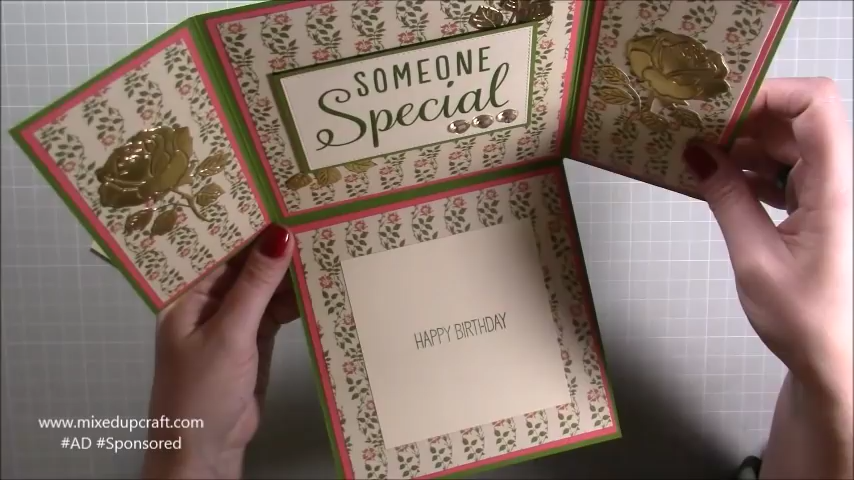 SOMEONE
Special
HAPPY BIRTHDAY
www.mixedupcraft.com
#AD #Sponsored